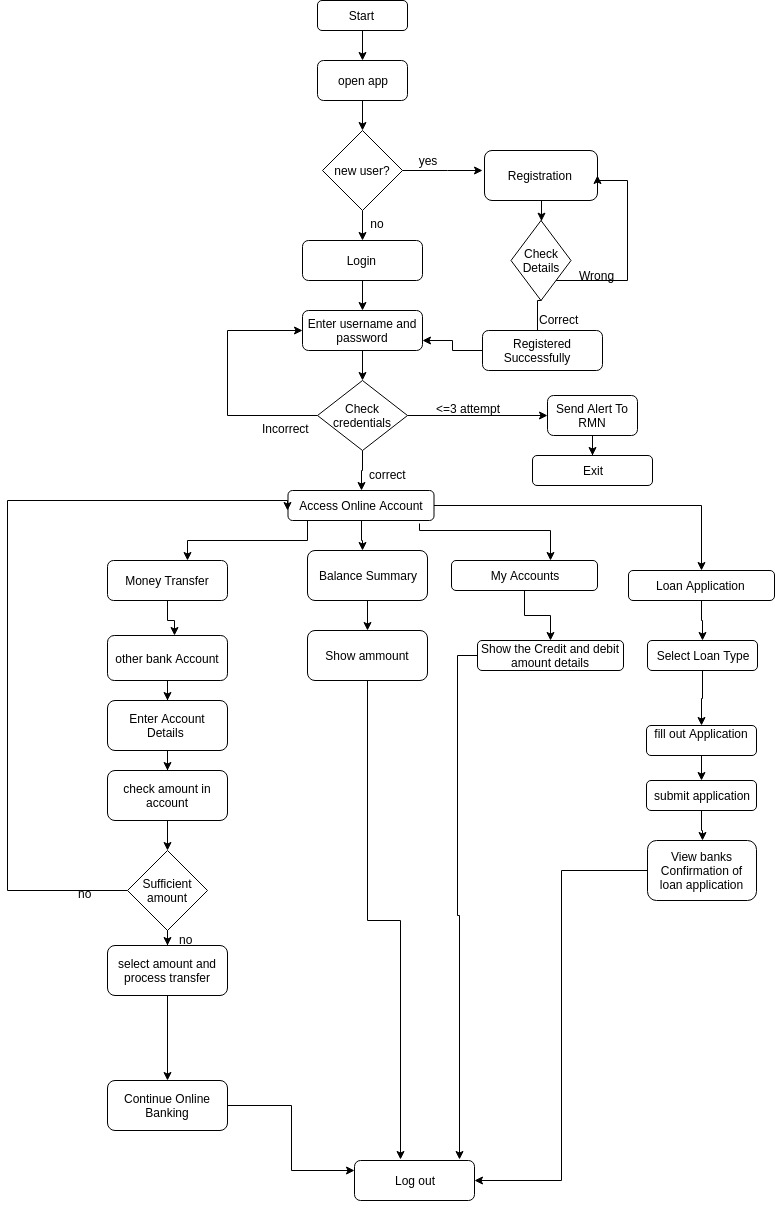 Start
open app
new user?
yes
Registration
no
Check
Details
Wrong
Login
Correct
Enter username and
password
Registered
Successfully
Check
credentials
<=3 attempt
Send Alert To
RMN
Incorrect
Exit
correct
Access Online Account
Money Transfer
Balance Summary
My Accounts
Loan Application
other bank Account
Show ammount
Show the Credit and debit
amount details
Select Loan Type
Enter Account
Details
fill out Application
check amount in
account
submit application
View banks
Confirmation of
loan application
Sufficient
amount
no
no
select amount and
process transfer
Continue Online
Banking
Log out